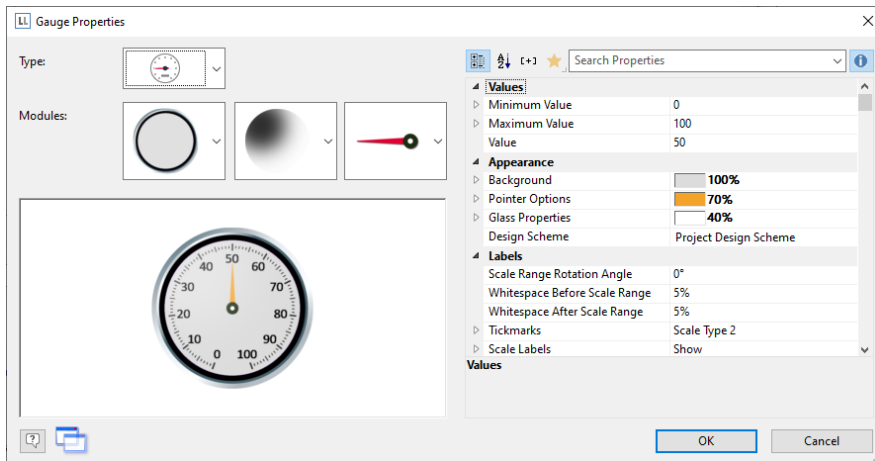 LL Gauge Properties
Type:
Modules:
Search Properties
Values
Minimum Value 0
Maximum Value 100
Value 50
Appearance
Background 100%
Pointer Options 70%
Glass Properties 40%
Design Scheme Project Design Scheme
Labels
Scale Range Rotation Angle 0°
Whitespace Before Scale Range 5%
Whitespace After Scale Range 5%
Tickmarks Scale Type 2
Scale Labels Show
Values
50
40 60
30 70
20 80
10 90
0 100
OK Cancel